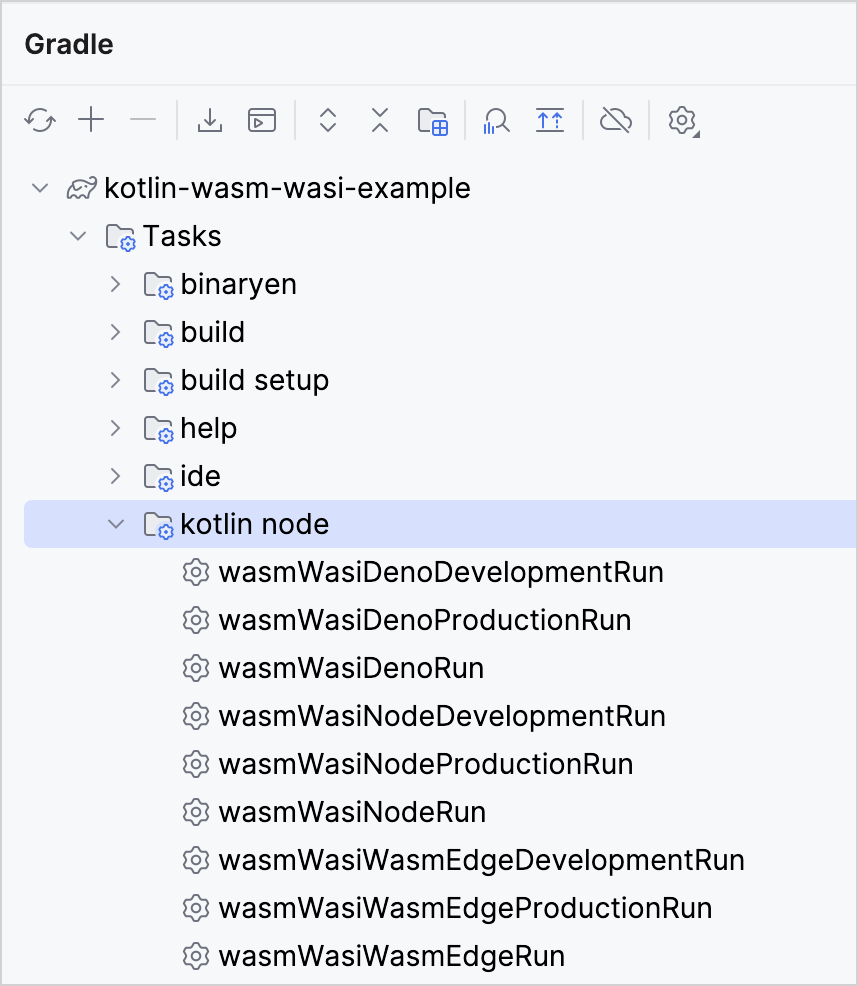 Gradle
kotlin-wasm-wasi-example
Tasks
binaryen
build
build setup
help
ide
kotlin node
wasmWasiDenoDevelopmentRun
wasmWasiDenoProductionRun
wasmWasiDenoRun
wasmWasiNodeDevelopmentRun
wasmWasiNodeProductionRun
wasmWasiNodeRun
wasmWasiWasmEdgeDevelopmentRun
wasmWasiWasmEdgeProductionRun
wasmWasiWasmEdgeRun